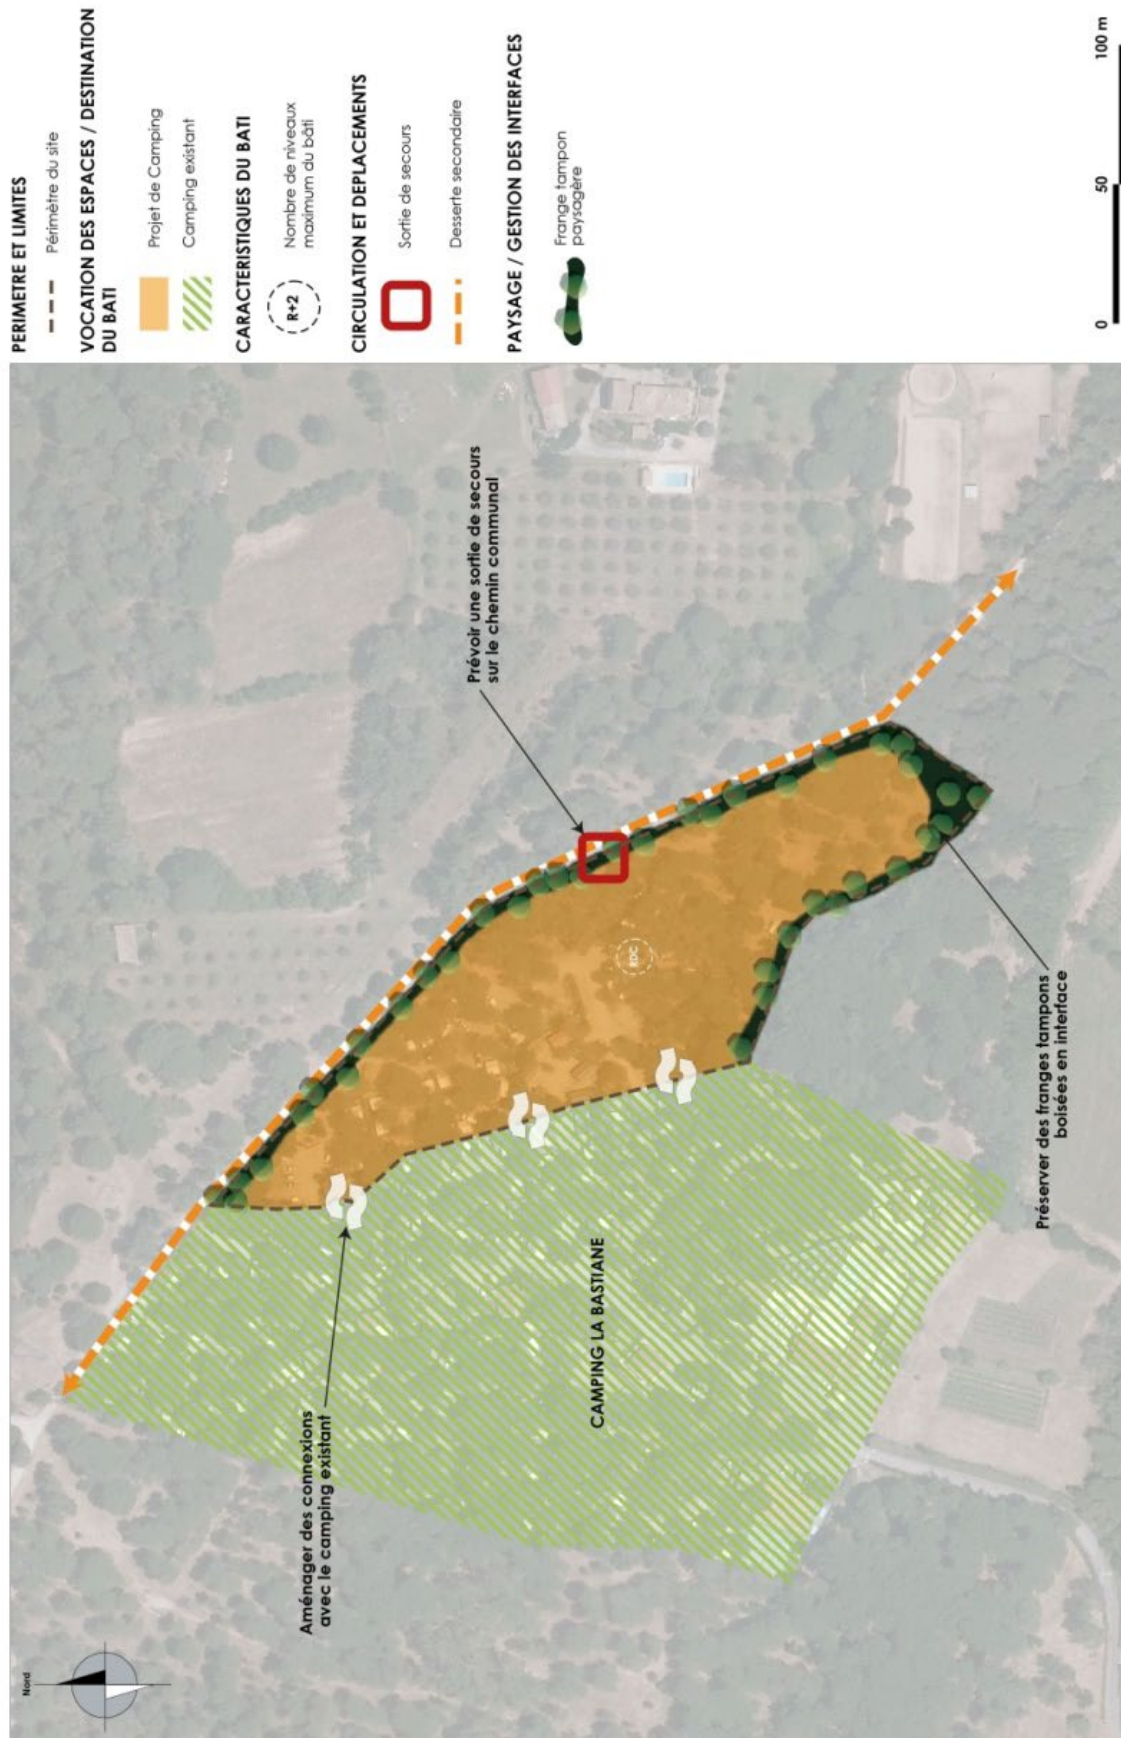 Nord
Aménager des connexions
avec le camping existant
CAMPING LA BASTIANE
Prévoir une sortie de secours
sur le chemin communal
RDC
Préserver des franges tampons
boisées en interface
PERIMETRE ET LIMITES
Périmètre du site
VOCATION DES ESPACES / DESTINATION
DU BATI
Projet de Camping
Camping existant
CARACTERISTIQUES DU BATI
R+2
Nombre de niveaux
maximum du bâti
CIRCULATION ET DEPLACEMENTS
Sortie de secours
Desserte secondaire
PAYSAGE / GESTION DES INTERFACES
Frange tampon
paysagère
0
50
100 m